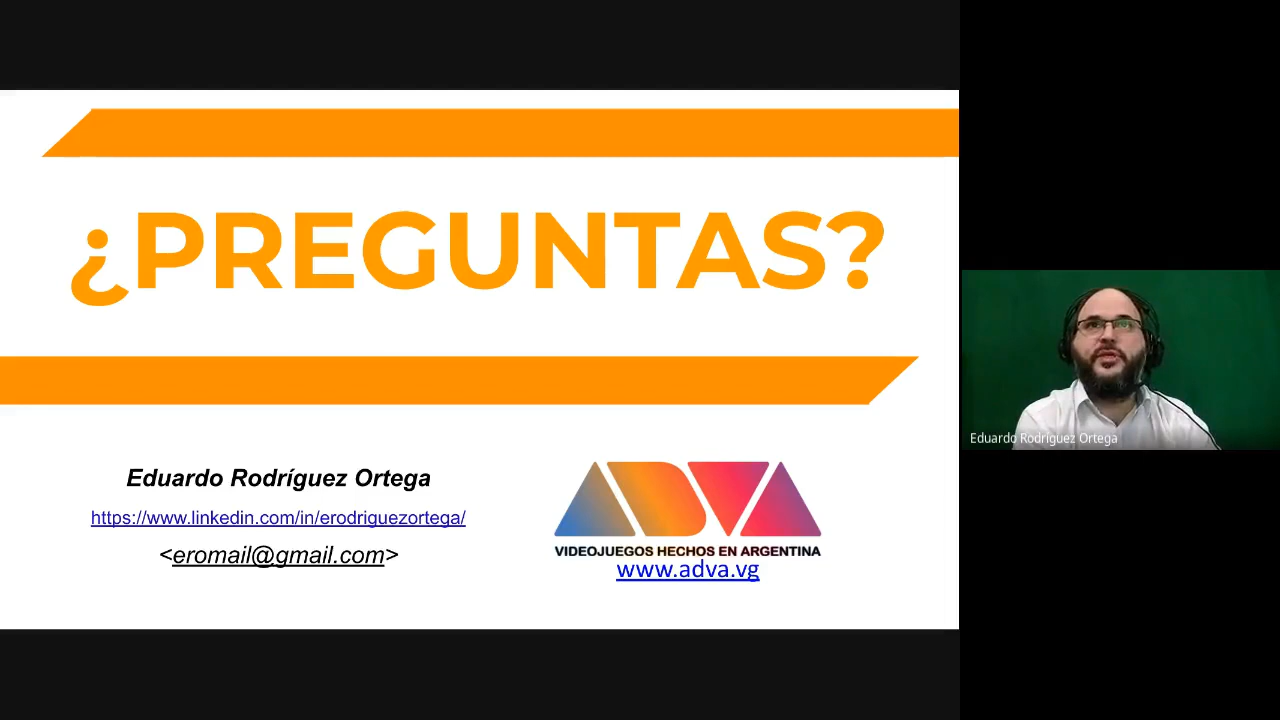 ¿PREGUNTAS?
Eduardo Rodríguez Ortega
https://www.linkedin.com/in/erodriguezortega/
<eromail@gmail.com>
ADVA
VIDEOJUEGOS HECHOS EN ARGENTINA
www.adva.vg
Eduardo Rodríguez Ortega